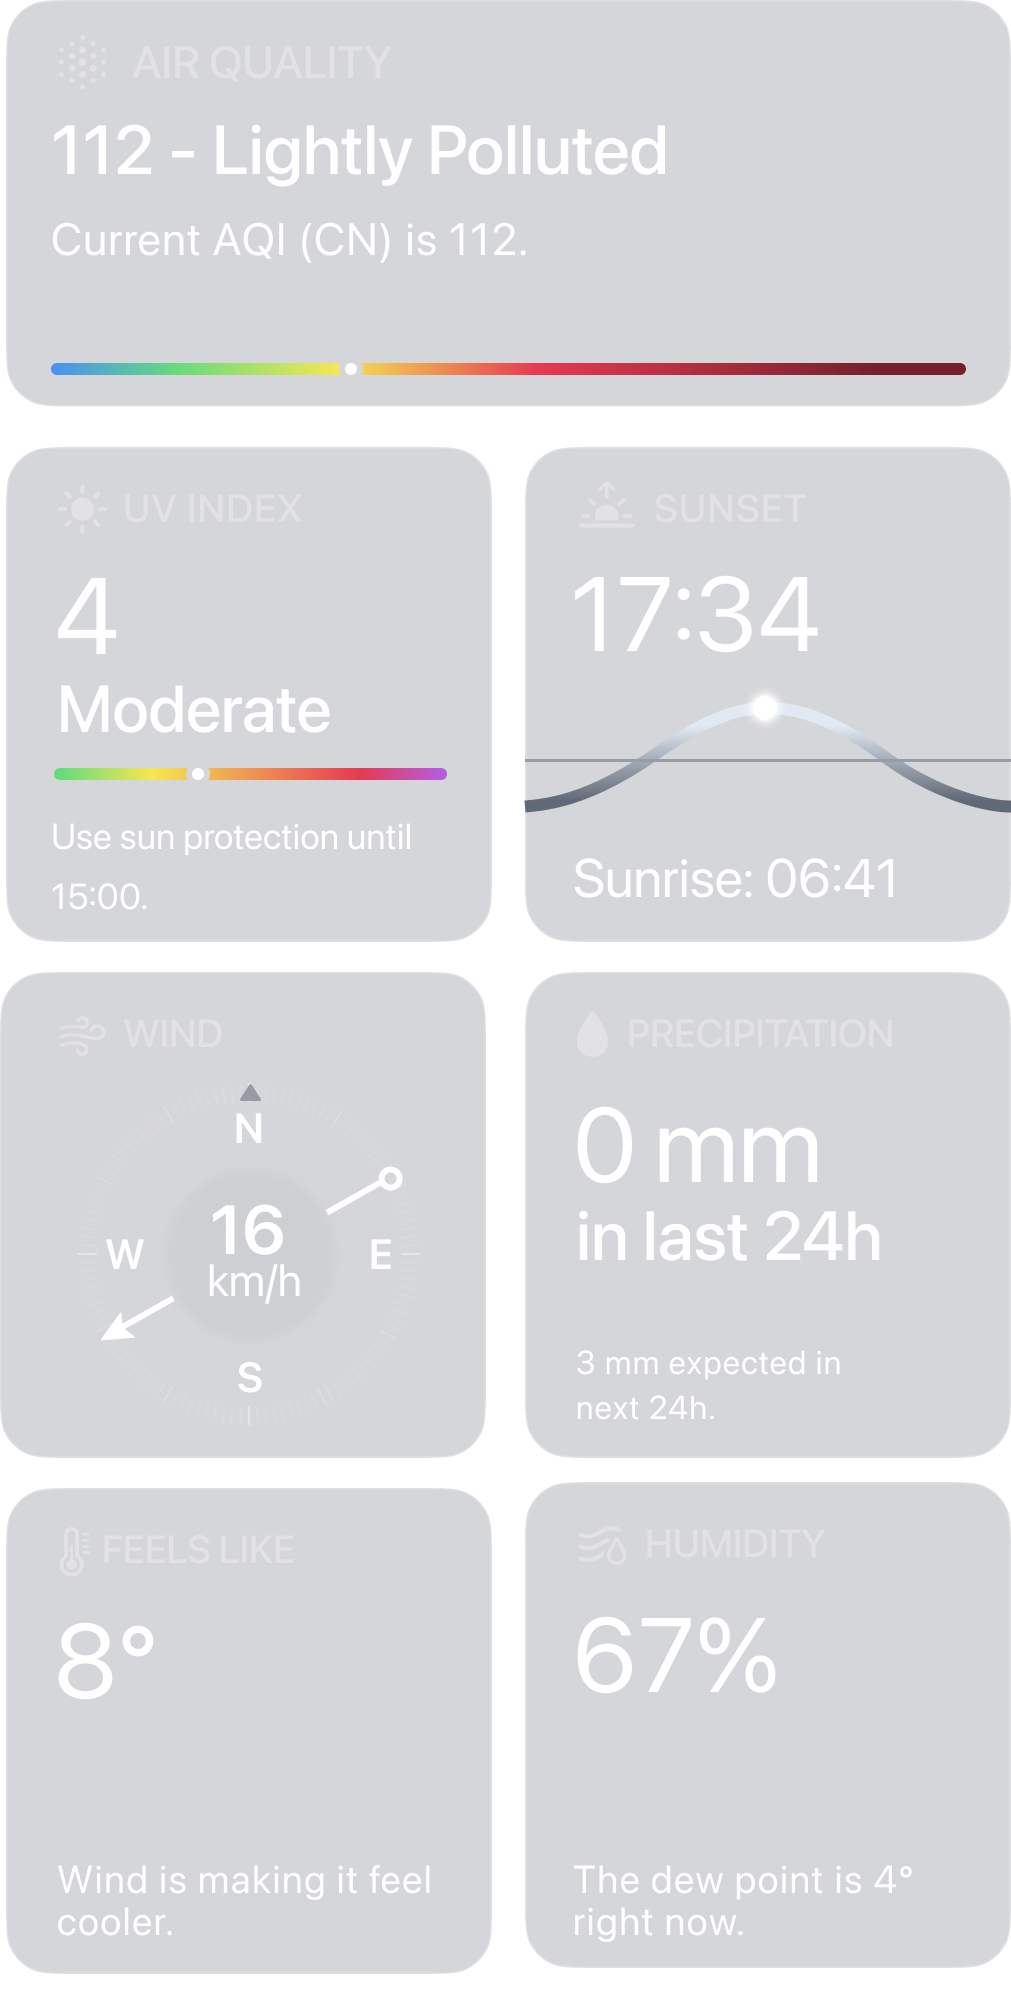 AIR QUALITY
112 - Lightly Polluted
Current AQI (CN) is 112.
UV INDEX
4
Moderate
Use sun protection until
15:00.
SUNSET
17:34
Sunrise: 06:41
WIND
N
W
16
km/h
E
S
PRECIPITATION
0 mm
in last 24h
3 mm expected in
next 24h.
FEELS LIKE
8°
Wind is making it feel
cooler.
HUMIDITY
67%
The dew point is 4°
right now.